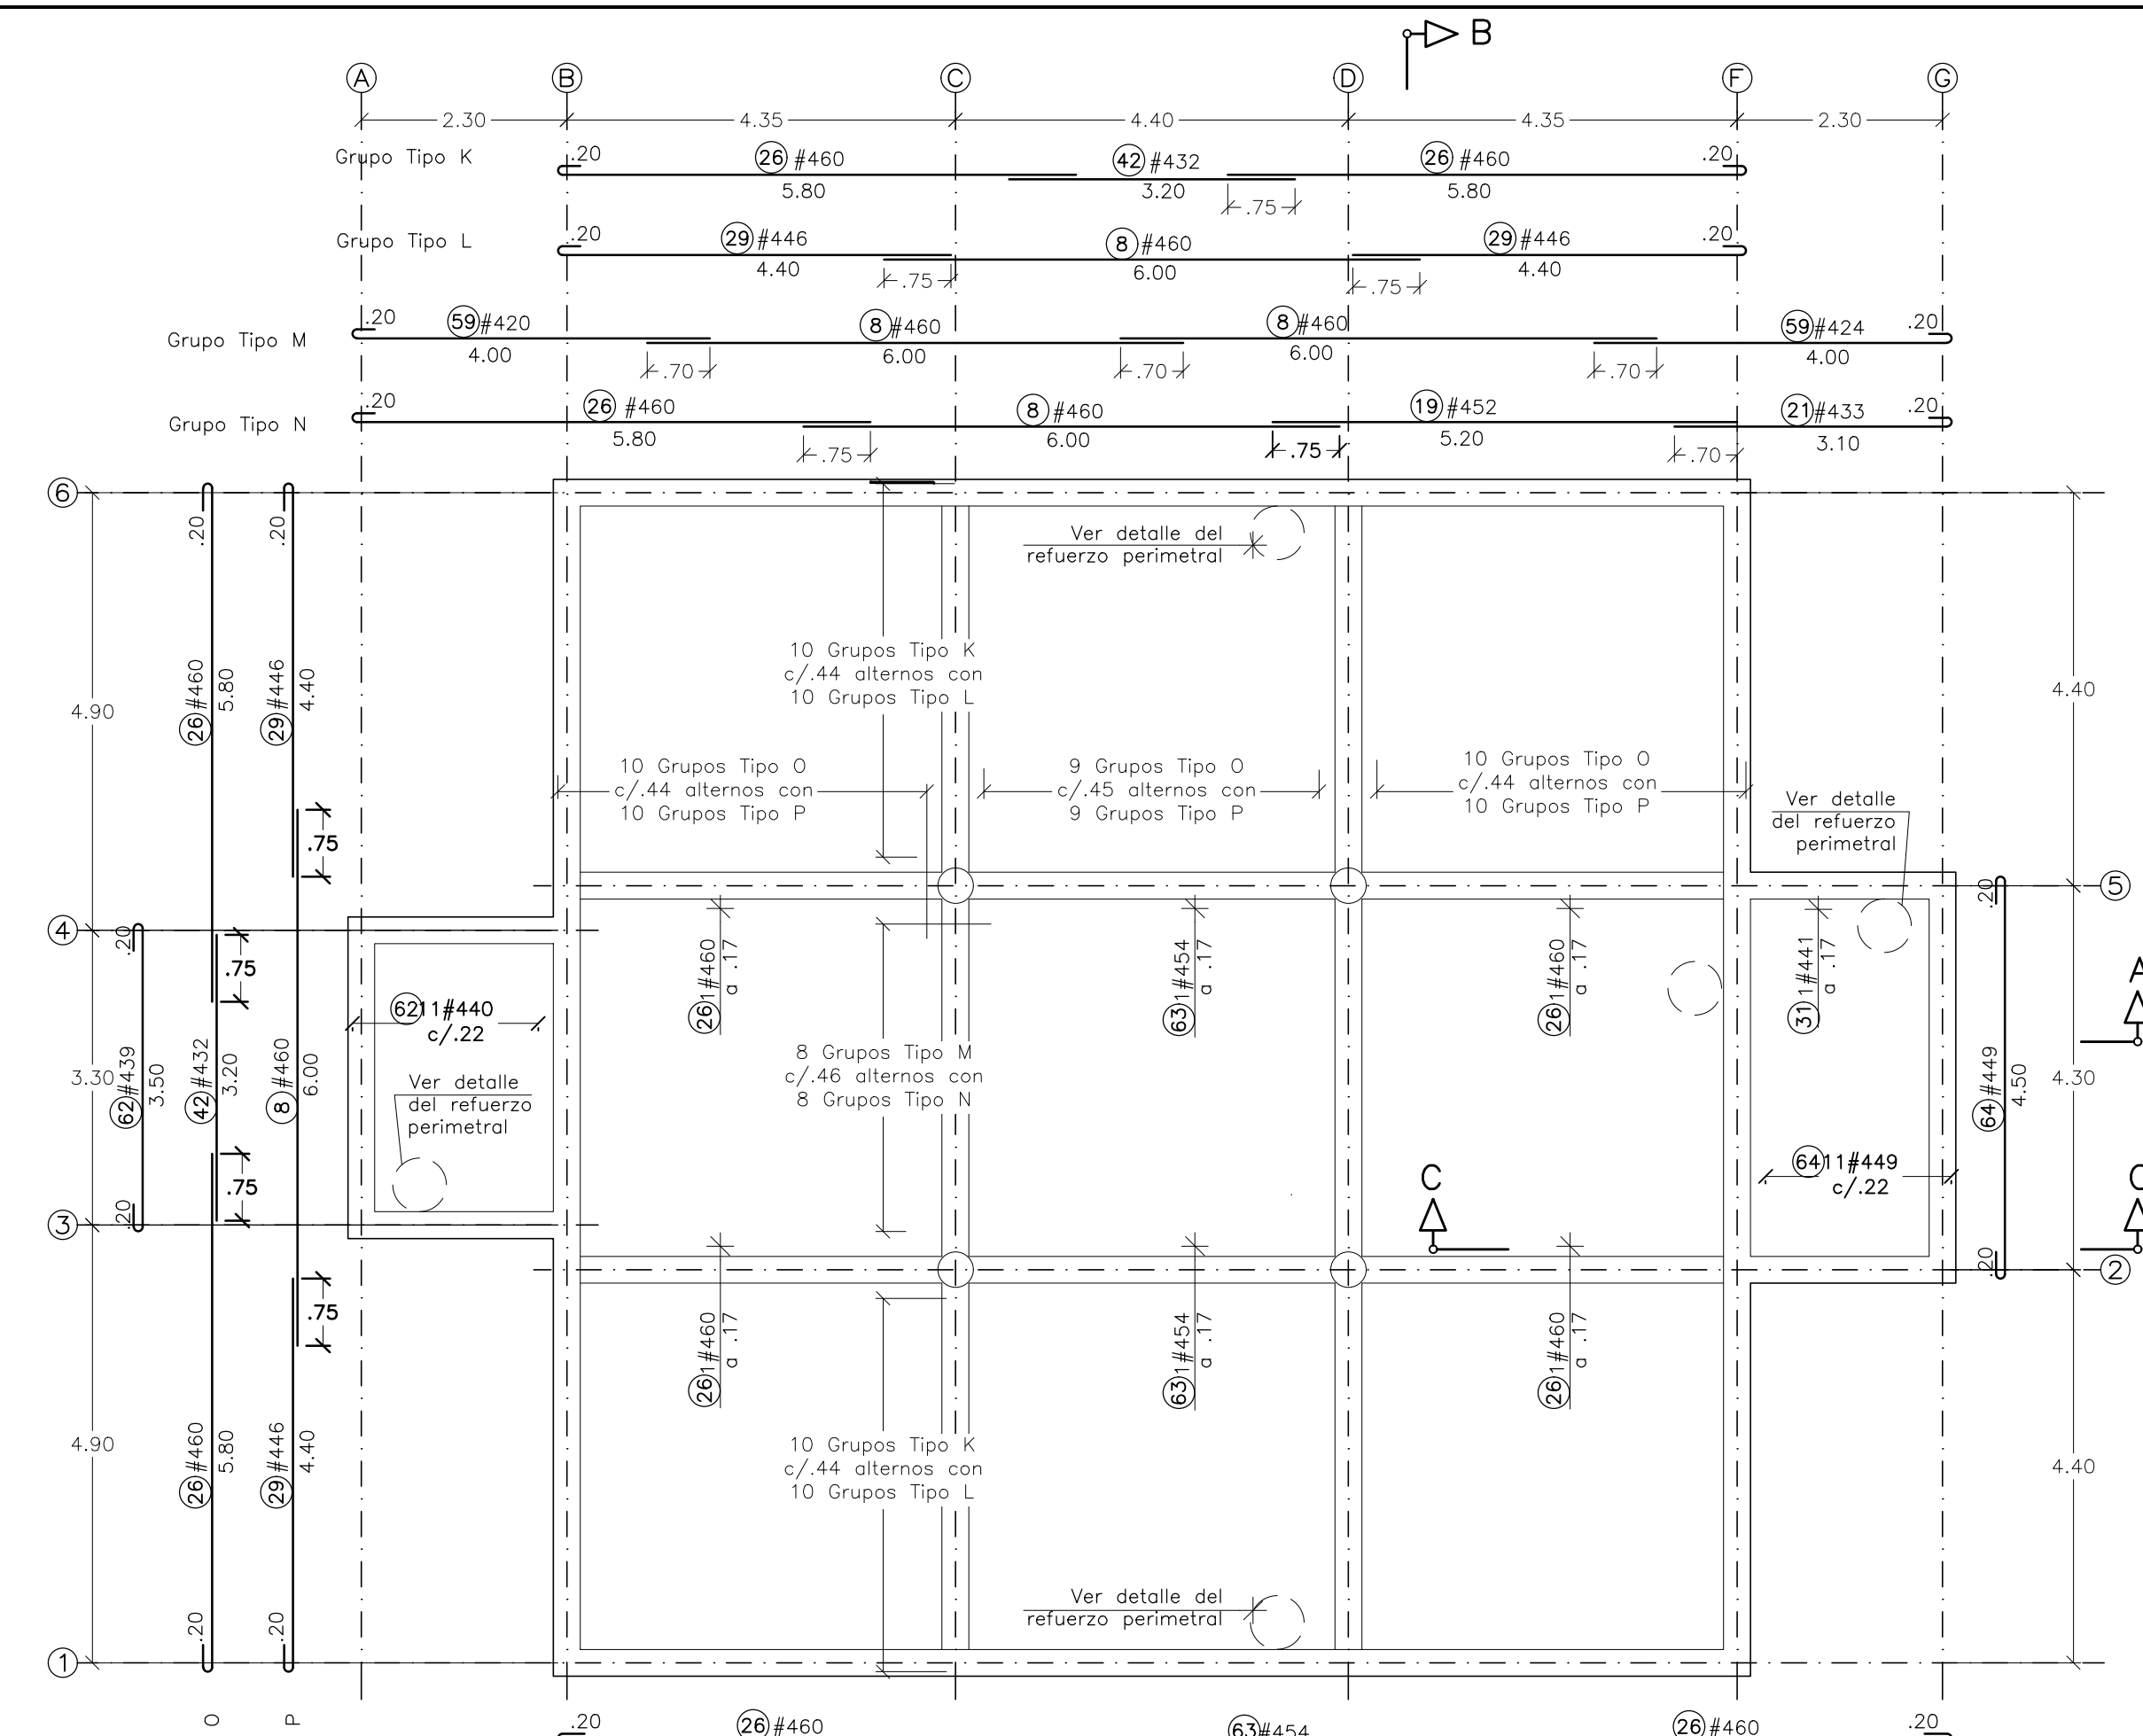 B
A B C D F G
2.30 4.35 4.40 4.35 2.30
Grupo Tipo K .20 26 #460 42 #432 26 #460 .20
5.80 3.20 5.80
.75
Grupo Tipo L .20 29 #446 8 #460 29 #446 .20
4.40 6.00 4.40
.75 .75
Grupo Tipo M .20 59 #420 8 #460 8 #460 59 #424 .20
4.00 6.00 6.00 4.00
.70 .70 .70
Grupo Tipo N .20 26 #460 8 #460 19 #452 21 #433 .20
5.80 6.00 5.20 3.10
.75 .75 .70
6
.20 .20
Ver detalle del
refuerzo perimetral
26 #460
5.80
29 #446
4.40
4.90
4.40
10 Grupos Tipo K
c/.44 alternos con
10 Grupos Tipo L
10 Grupos Tipo O
c/.44 alternos con
10 Grupos Tipo P
9 Grupos Tipo O
c/.45 alternos con
9 Grupos Tipo P
10 Grupos Tipo O
c/.44 alternos con
10 Grupos Tipo P
Ver detalle
del refuerzo
perimetral
.75
5
.20
4
.20
.75
26 1#460
a .17
63 1#454
a .17
26 1#460
a .17
31 1#441
a .17
A
62 11#440
c/.22
3.30
62 #439
3.50
42 #432
3.20
8 #460
6.00
Ver detalle
del refuerzo
perimetral
8 Grupos Tipo M
c/.46 alternos con
8 Grupos Tipo N
64 #449
4.50
4.30
64 11#449
c/.22
C
C
.75
.20
3
.20
2
.75
26 1#460
a .17
63 1#454
a .17
26 1#460
a .17
4.90
26 #460
5.80
29 #446
4.40
10 Grupos Tipo K
c/.44 alternos con
10 Grupos Tipo L
4.40
Ver detalle del
refuerzo perimetral
.20 .20
1
O P
.20 26 #460 63 #454 26 #460 .20